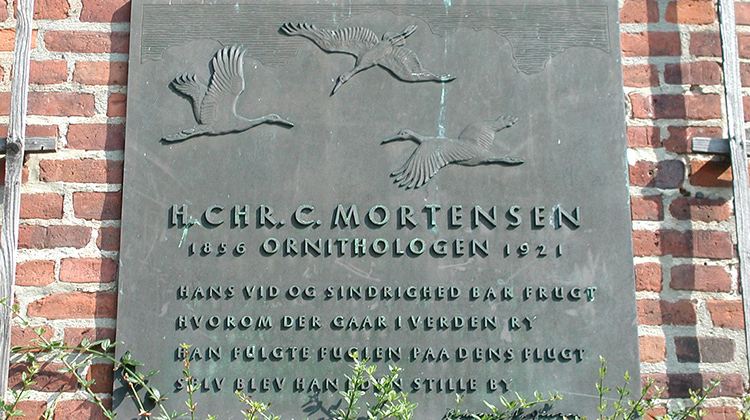 H. CHR. C. MORTENSEN
1856 ORNITHOLOGEN 1921
HANS VID OG SINDRIGHED BAR FRUGT
HVOROM DER GAAR I VERDEN RY
HAN FULGTE FUGLEN PAA DENS FLUGT
SELV BLEV HAN I DEN STILLE BY